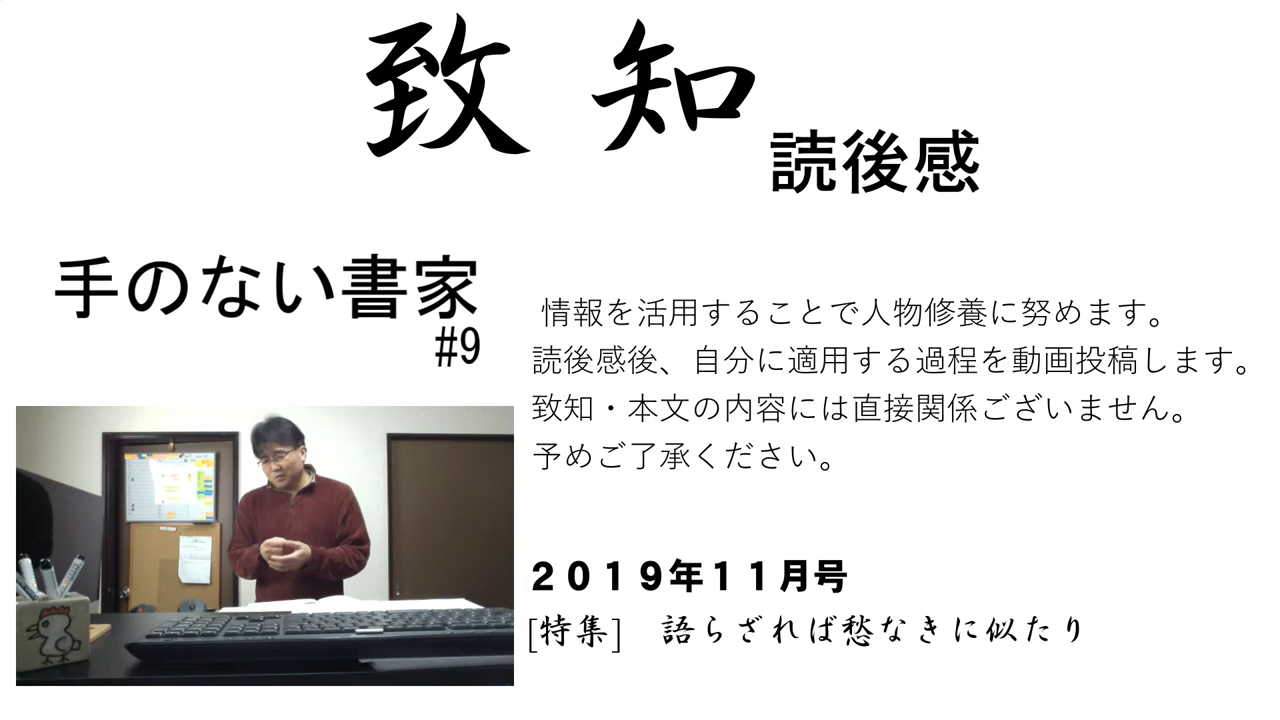 致知
読後感
手のない書家
#9
情報を活用することで人物修養に努めます。
読後感後、自分に適用する過程を動画投稿します。
致知・本文の内容には直接関係ございません。
予めご了承ください。
２０１９年１１月号
[特集]　語らざれば愁なきに似たり